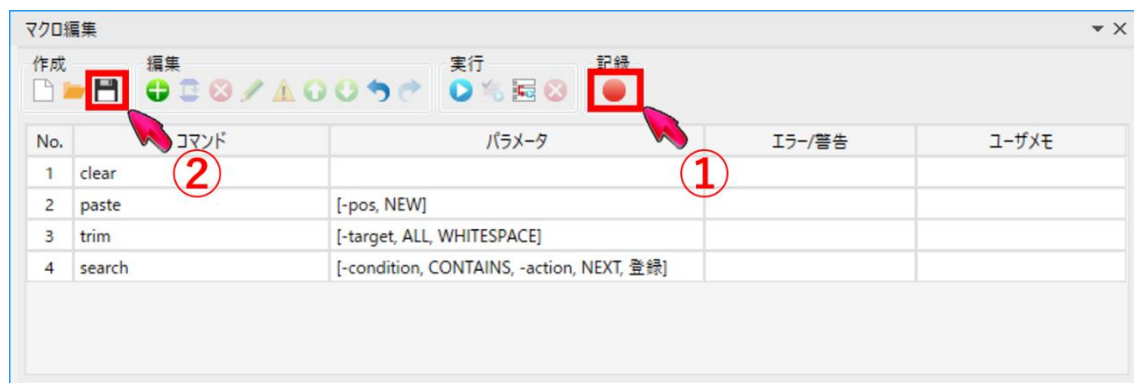 マクロ編集
作成 編集 実行 記録
No. コマンド パラメータ エラー/警告 ユーザメモ
② ①
1 clear
2 paste [-pos, NEW]
3 trim [-target, ALL, WHITESPACE]
4 search [-condition, CONTAINS, -action, NEXT, 登録]